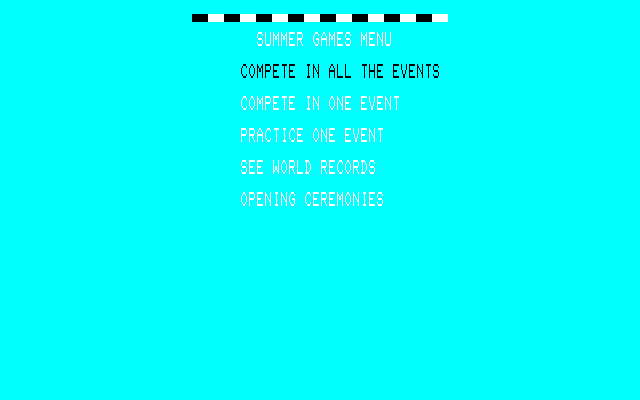 SUMMER GAMES MENU
COMPETE IN ALL THE EVENTS
COMPETE IN ONE EVENT
PRACTICE ONE EVENT
SEE WORLD RECORDS
OPENING CEREMONIES